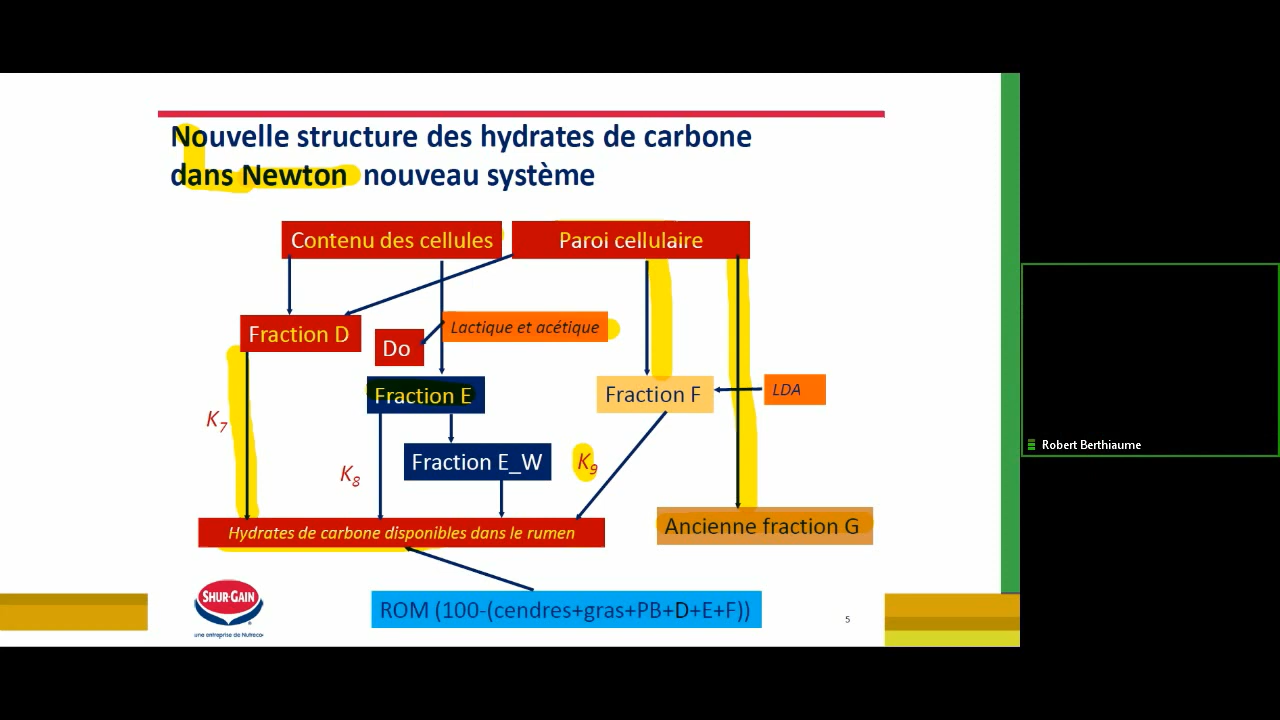 Nouvelle structure des hydrates de carbone
dans Newton nouveau système
Contenu des cellules
Paroi cellulaire
Fraction D
Lactique et acétique
Do
Fraction E
Fraction F
LDA
K7
Fraction E_W
K9
K8
Hydrates de carbone disponibles dans le rumen
Ancienne fraction G
ROM (100-(cendres+gras+PB+D+E+F))
SHUR-GAIN
une entreprise de Nutreco
5
Robert Berthiaume